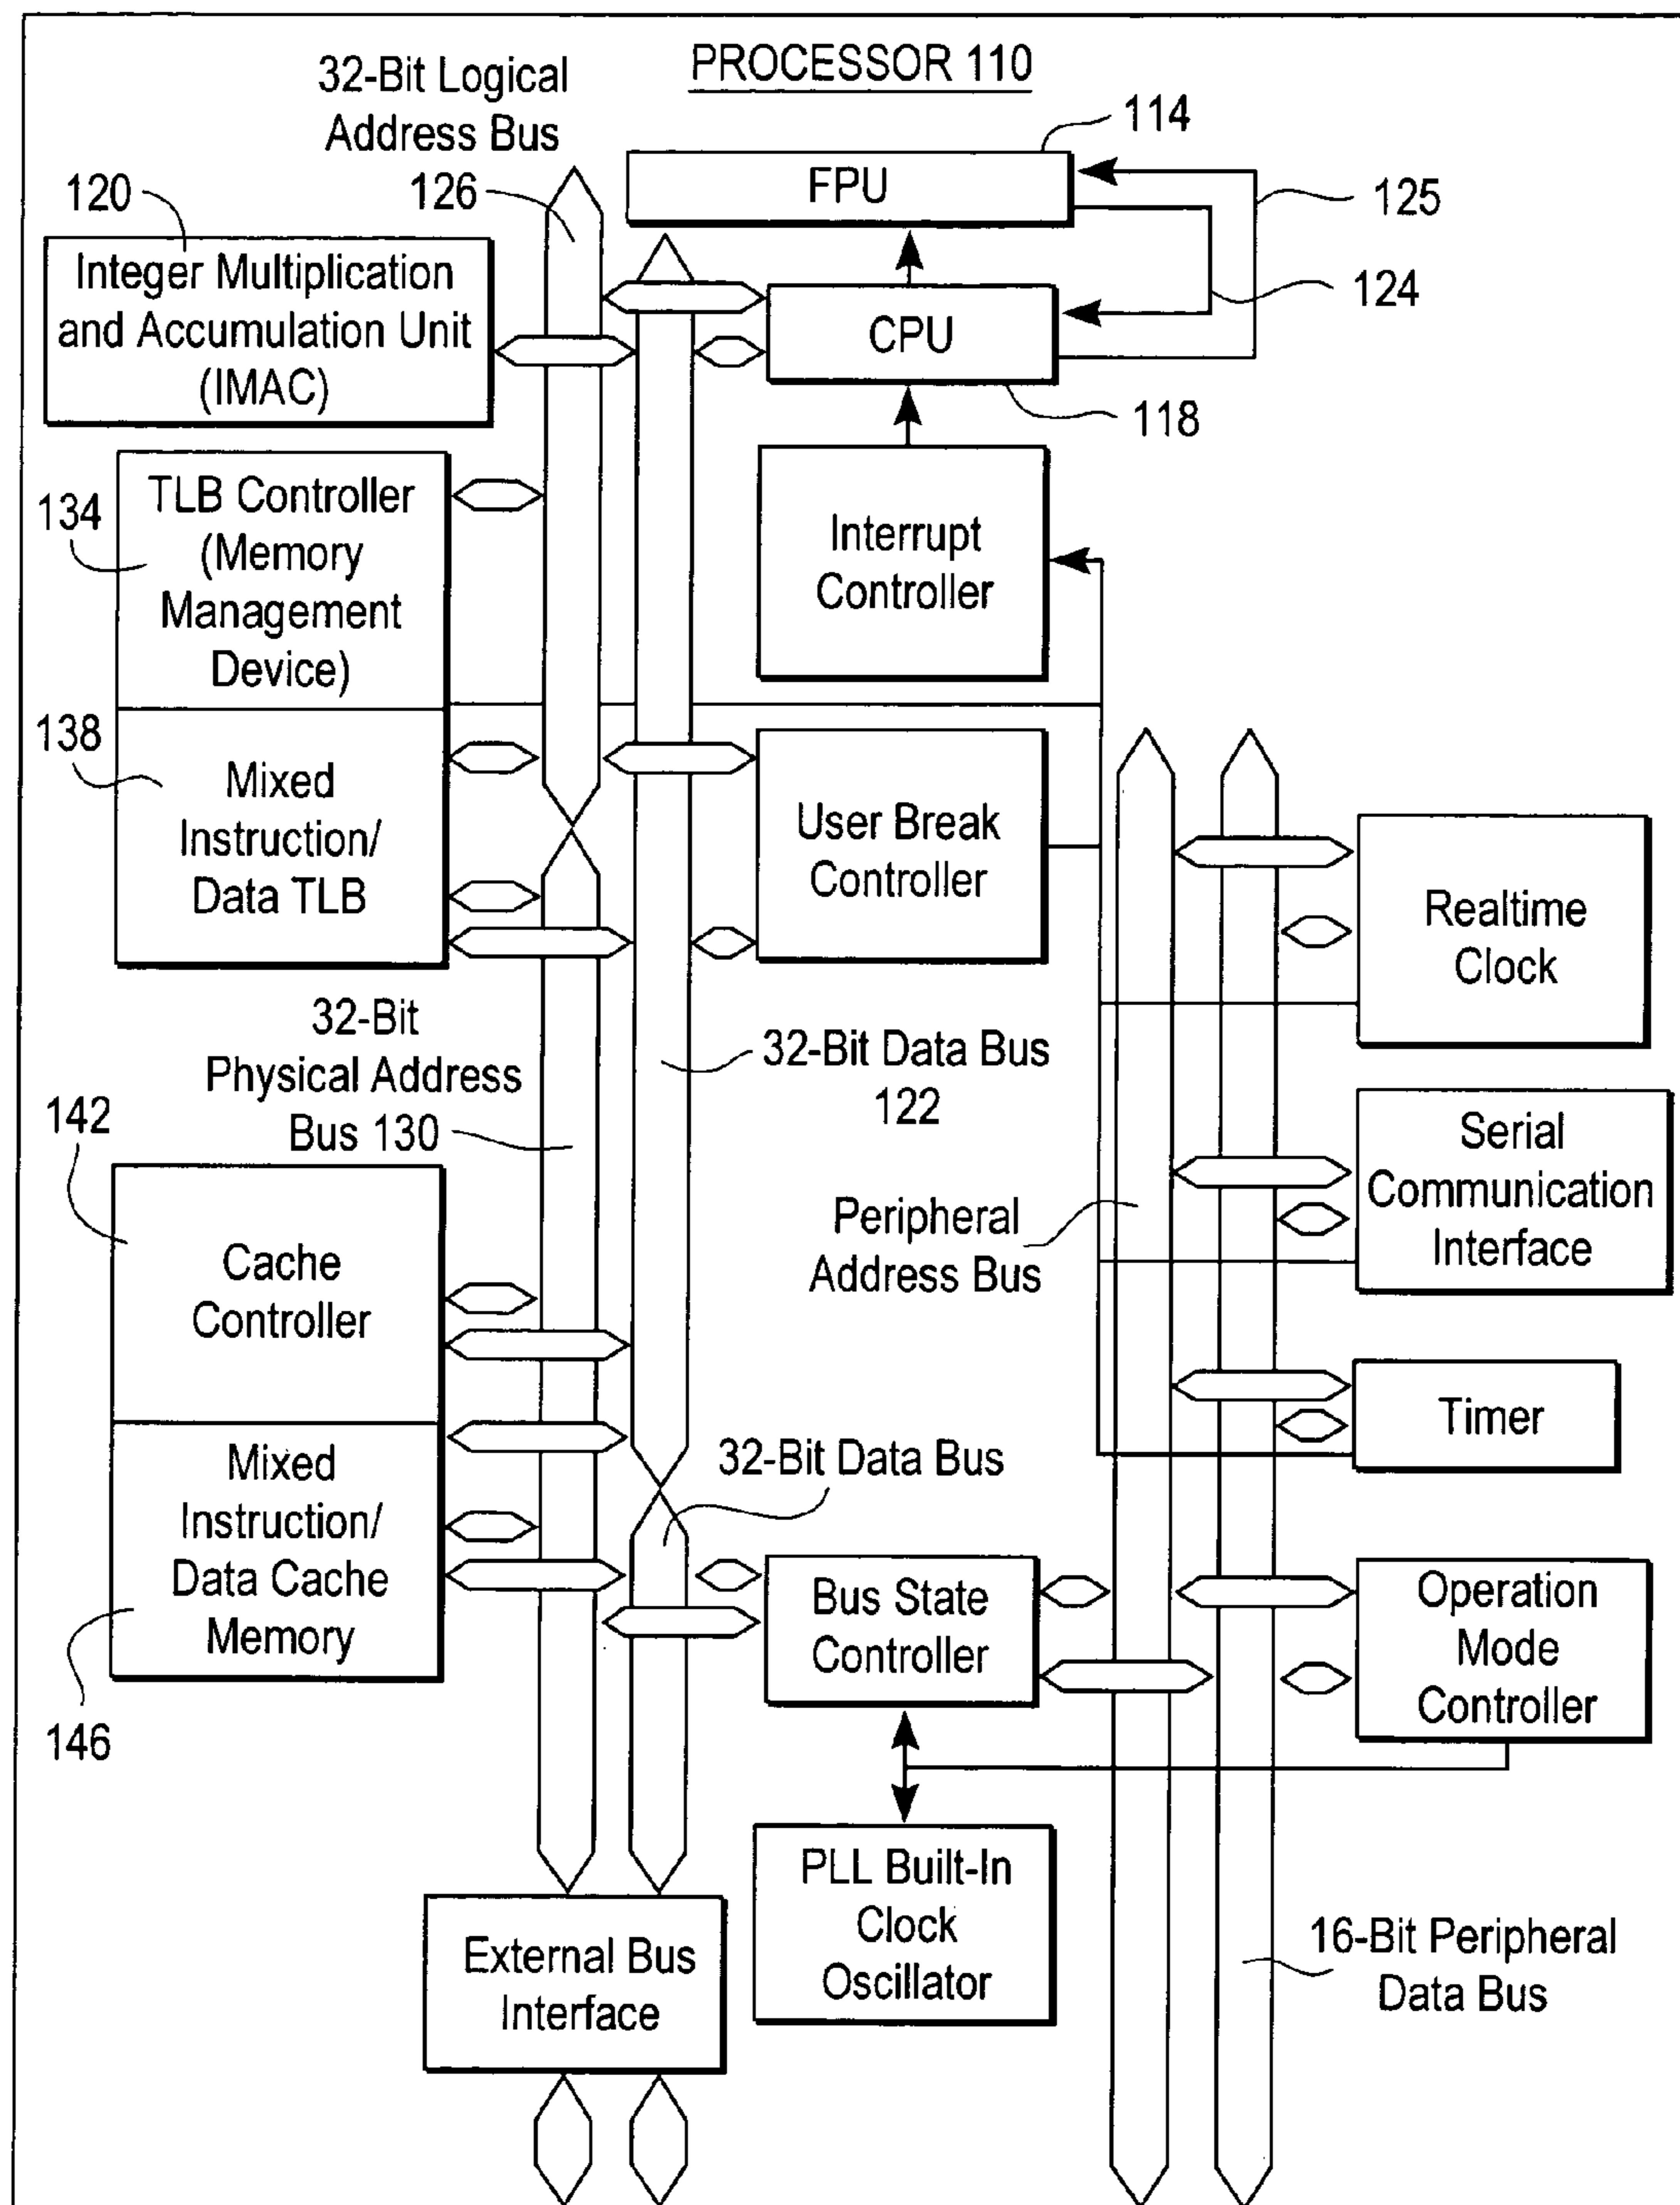 PROCESSOR 110
32-Bit Logical
Address Bus
126
114
FPU
125
120
Integer Multiplication
and Accumulation Unit
(IMAC)
124
CPU
118
134
TLB Controller
(Memory
Management
Device)
Interrupt
Controller
138
Mixed
Instruction/
Data TLB
User Break
Controller
Realtime
Clock
32-Bit
Physical Address
Bus 130
32-Bit Data Bus
122
142
Cache
Controller
Peripheral
Address Bus
Serial
Communication
Interface
Timer
32-Bit Data Bus
Mixed
Instruction/
Data Cache
Memory
146
Bus State
Controller
Operation
Mode
Controller
PLL Built-In
Clock
Oscillator
External Bus
Interface
16-Bit Peripheral
Data Bus